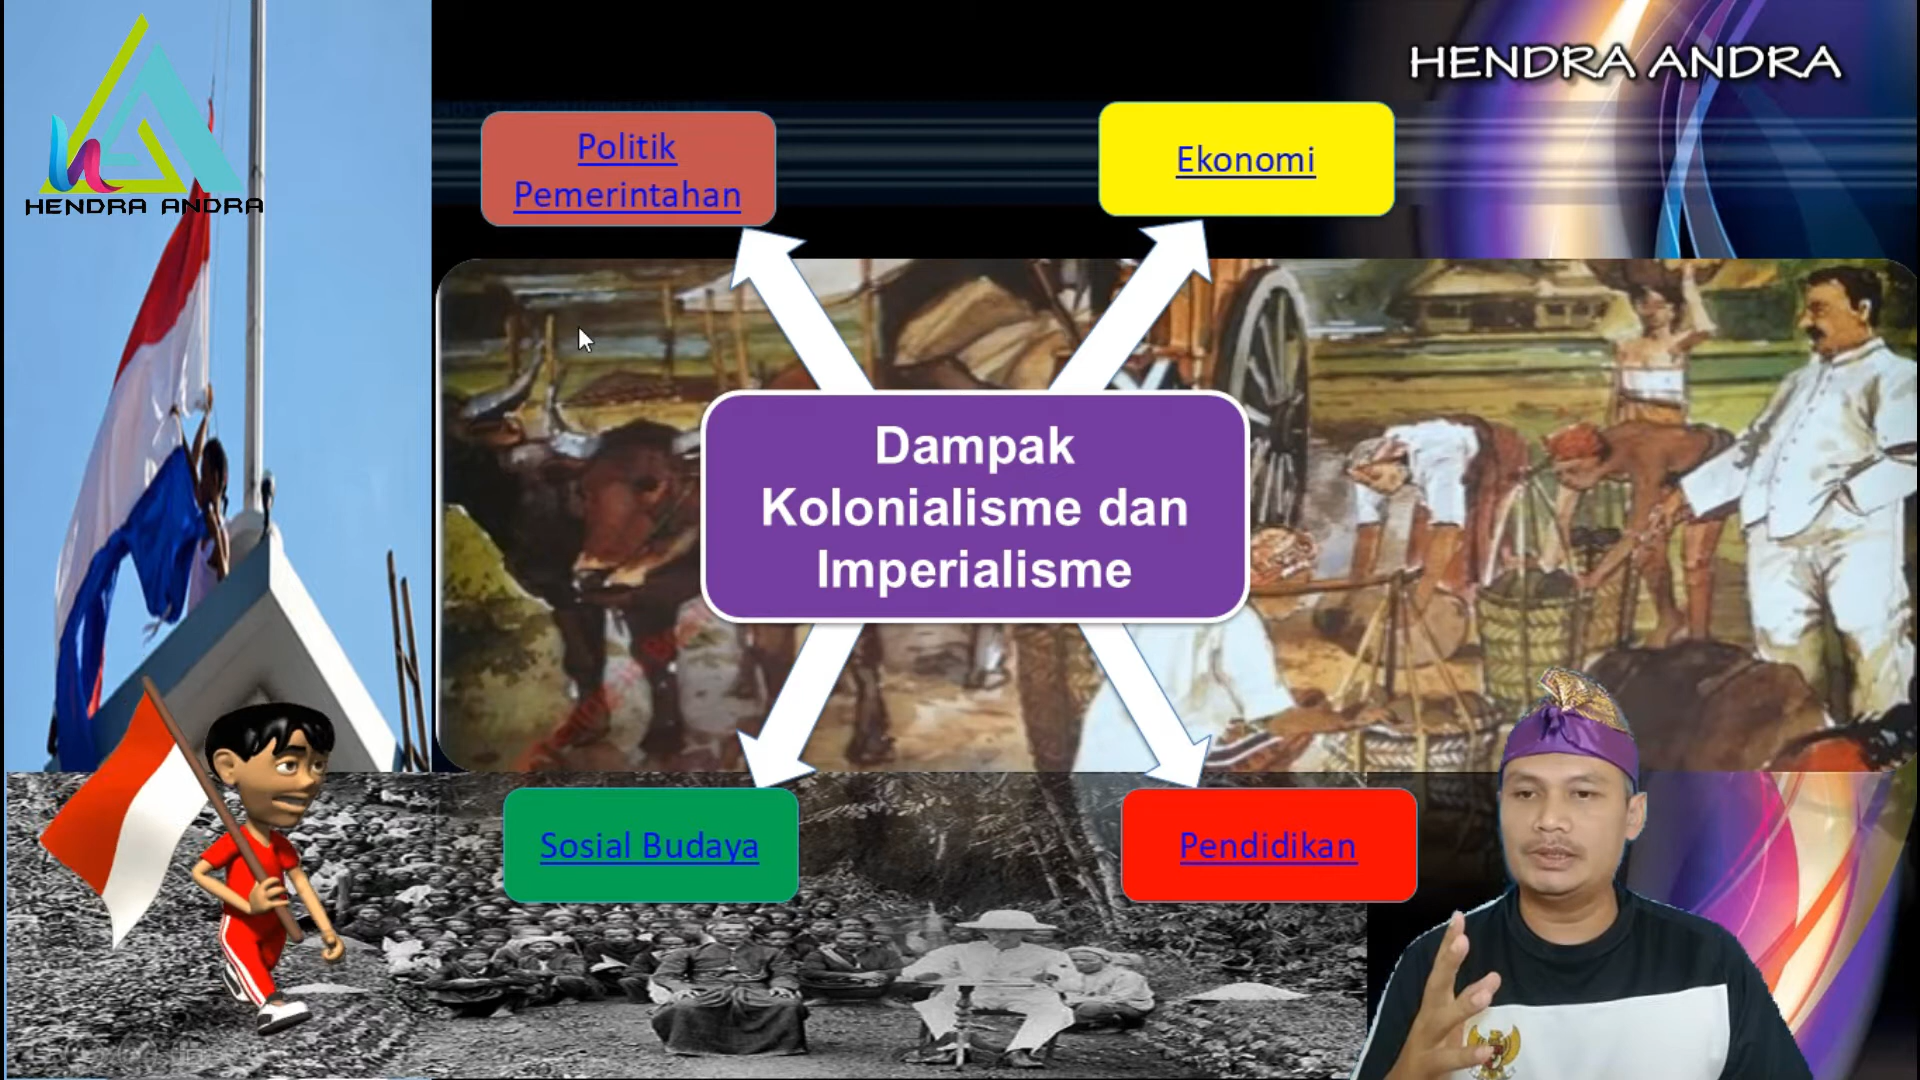 HENDRA ANDRA
HENDRA ANDRA
Politik
Pemerintahan
Ekonomi
Dampak
Kolonialisme dan
Imperialisme
Sosial Budaya
Pendidikan